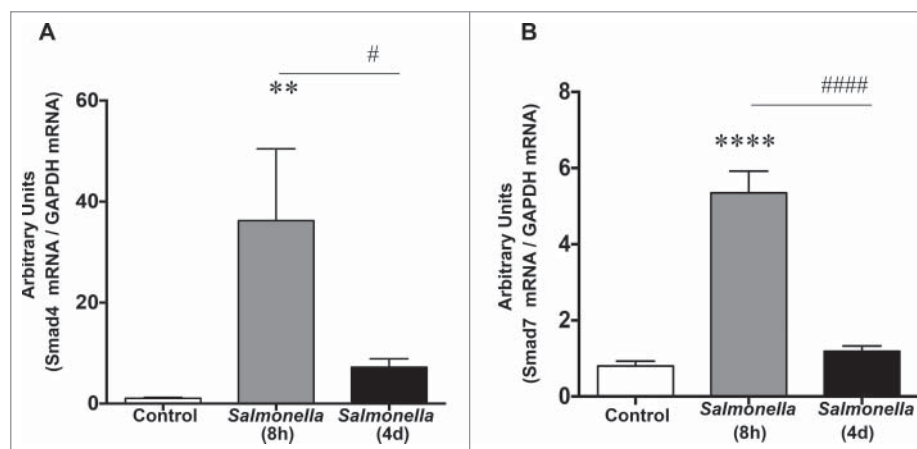 A
#
**
60
40
20
0
Arbitrary Units
(Smad4 mRNA / GAPDH mRNA)
Control
Salmonella
(8h)
Salmonella
(4d)
B
####
****
8
6
4
2
0
Arbitrary Units
(Smad7 mRNA / GAPDH mRNA)
Control
Salmonella
(8h)
Salmonella
(4d)